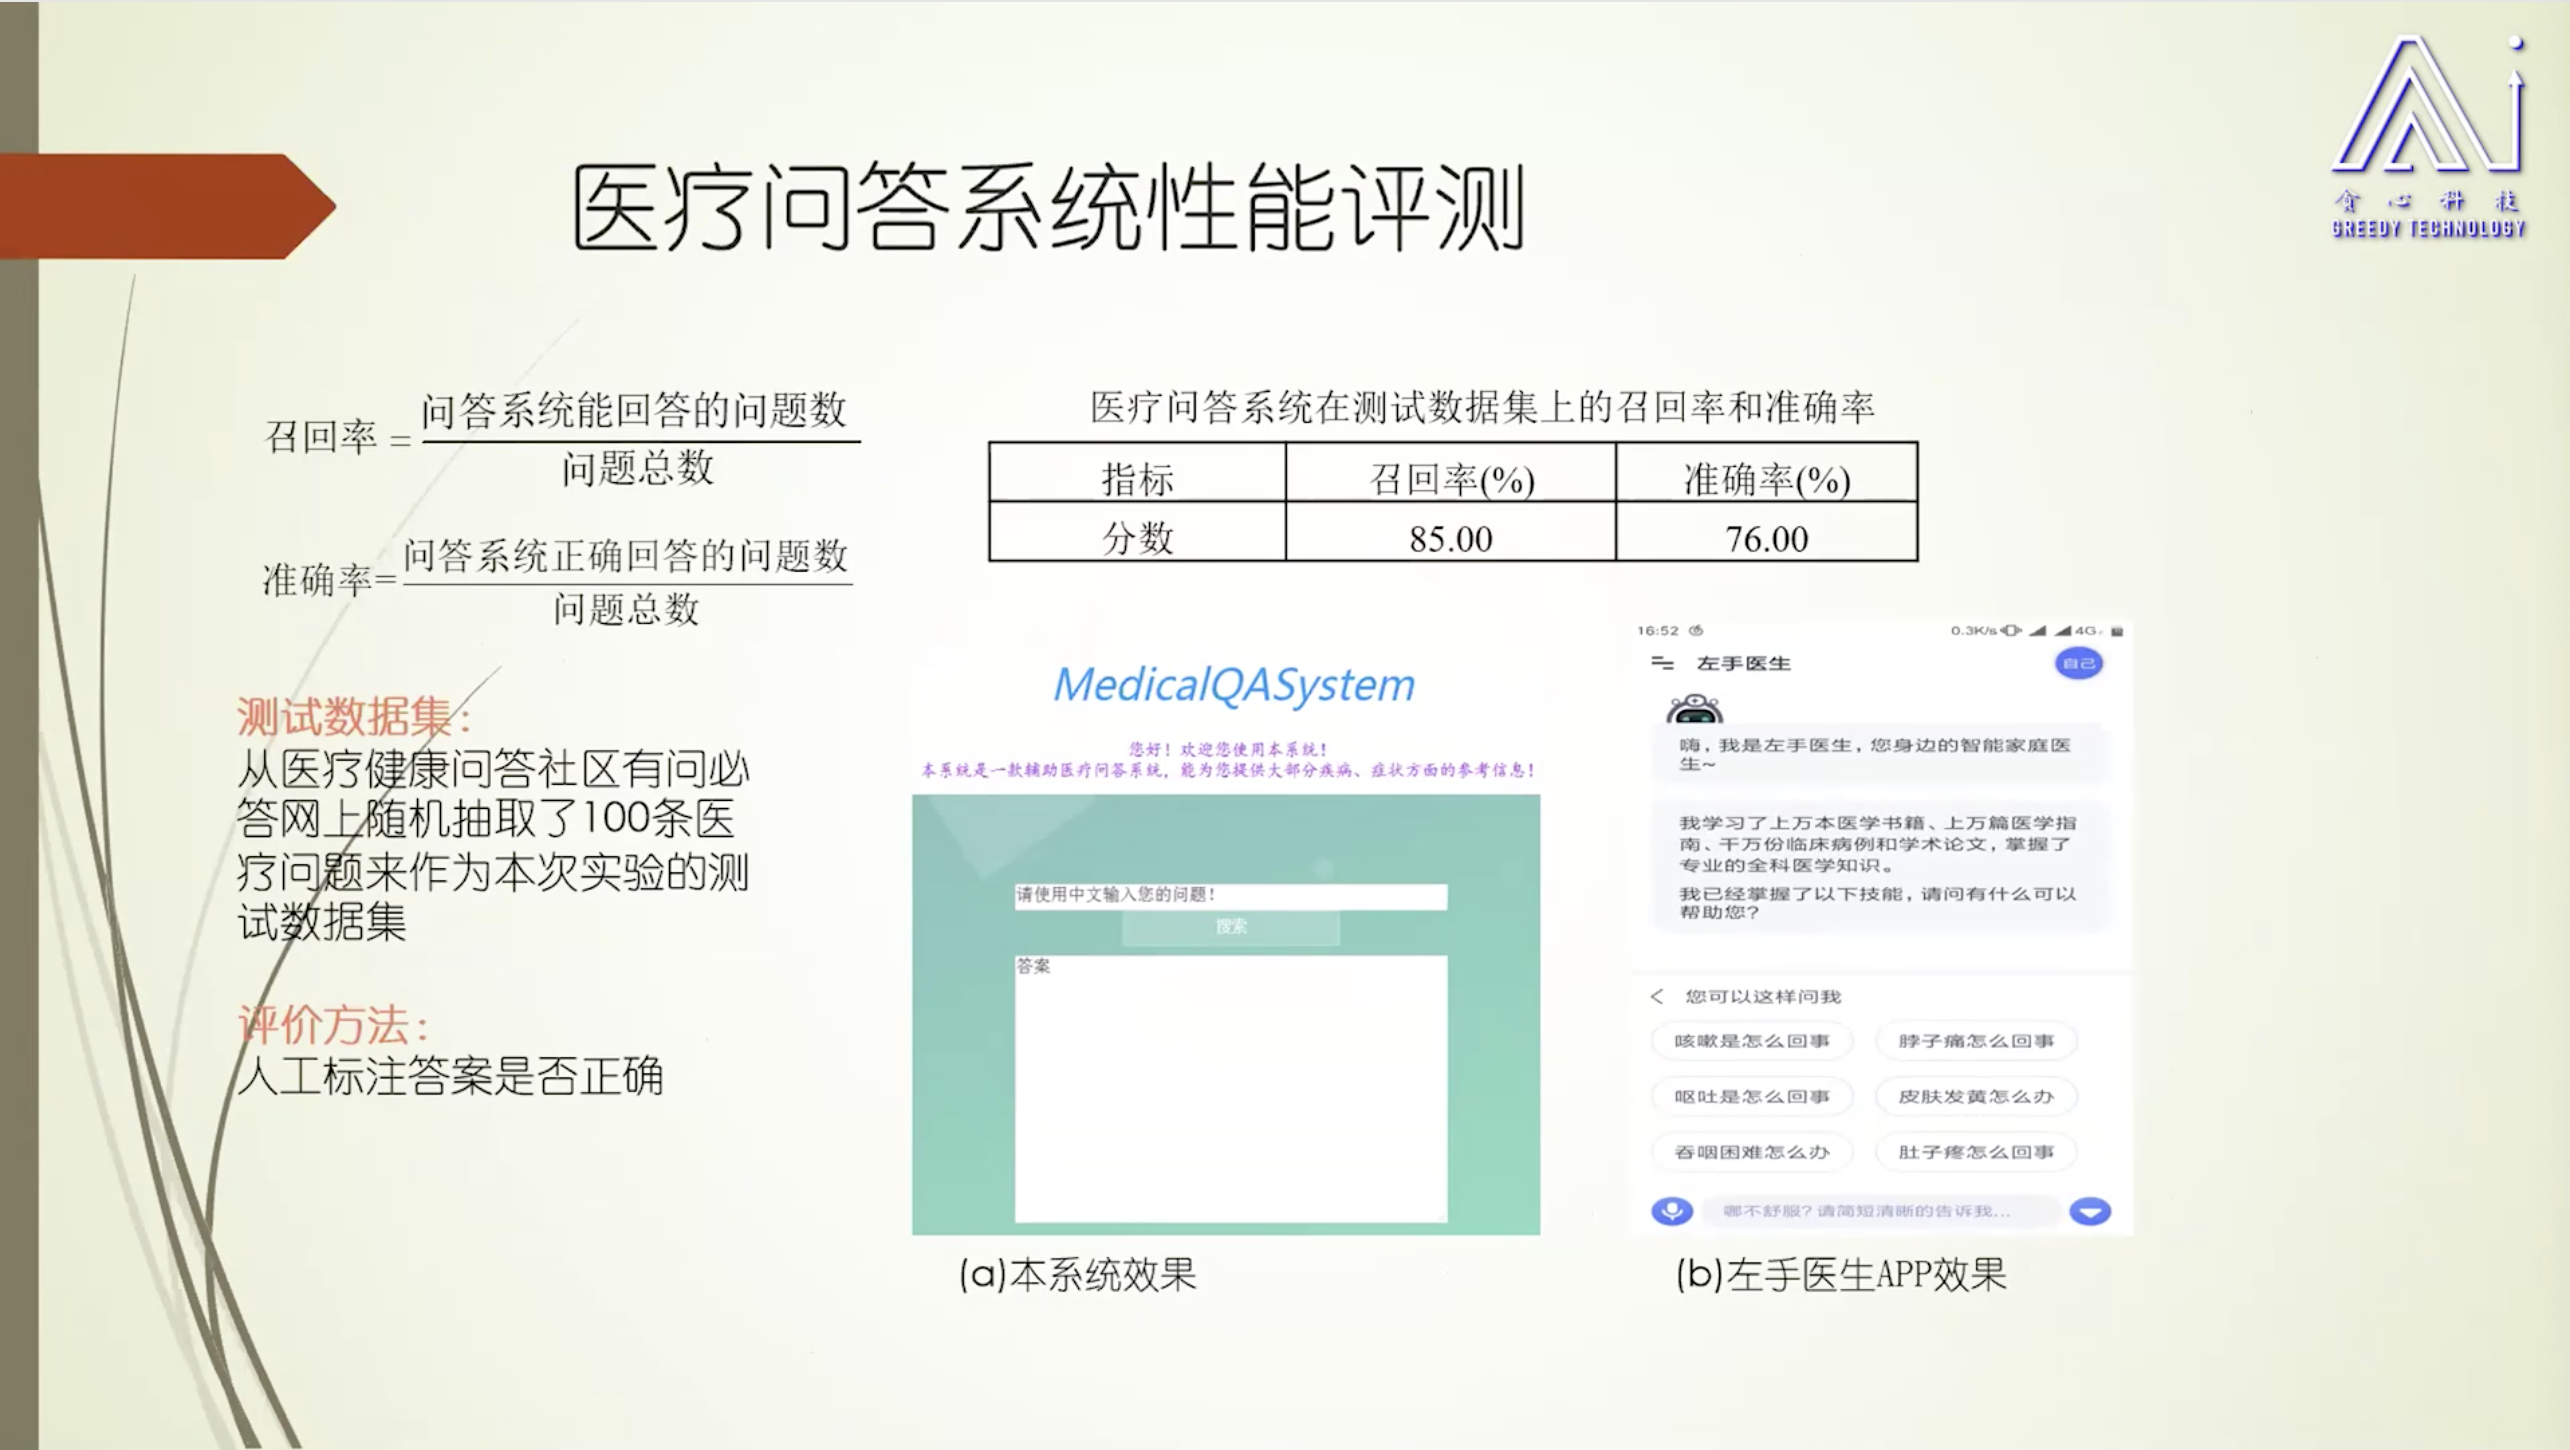 贪心科技
GREEDY TECHNOLOGY
医疗问答系统性能评测
召回率 = 问答系统能回答的问题数
问题总数
准确率= 问答系统正确回答的问题数
问题总数
测试数据集：
从医疗健康问答社区有问必
答网上随机抽取了100条医
疗问题来作为本次实验的测
试数据集
评价方法：
人工标注答案是否正确
医疗问答系统在测试数据集上的召回率和准确率
指标 召回率(%) 准确率(%)
分数 85.00 76.00
MedicalQASystem
您好！欢迎您使用本系统！
本系统是一款辅助医疗问答系统，能为您提供大部分疾病、症状方面的参考信息！
请使用中文输入您的问题！
搜索
答案
(a)本系统效果
16:52 0.3K/s 4G
左手医生 自己
嗨，我是左手医生，您身边的智能家庭医
生~
我学习了上万本医学书籍、上万篇医学指
南、千万份临床病例和学术论文，掌握了
专业的全科医学知识。
我已经掌握了以下技能，请问有什么可以
帮助您？
< 您可以这样问我
咳嗽是怎么回事 脖子痛怎么回事
呕吐是怎么回事 皮肤发黄怎么办
吞咽困难怎么办 肚子疼怎么回事
哪不舒服？请简短清晰的告诉我...
(b)左手医生APP效果